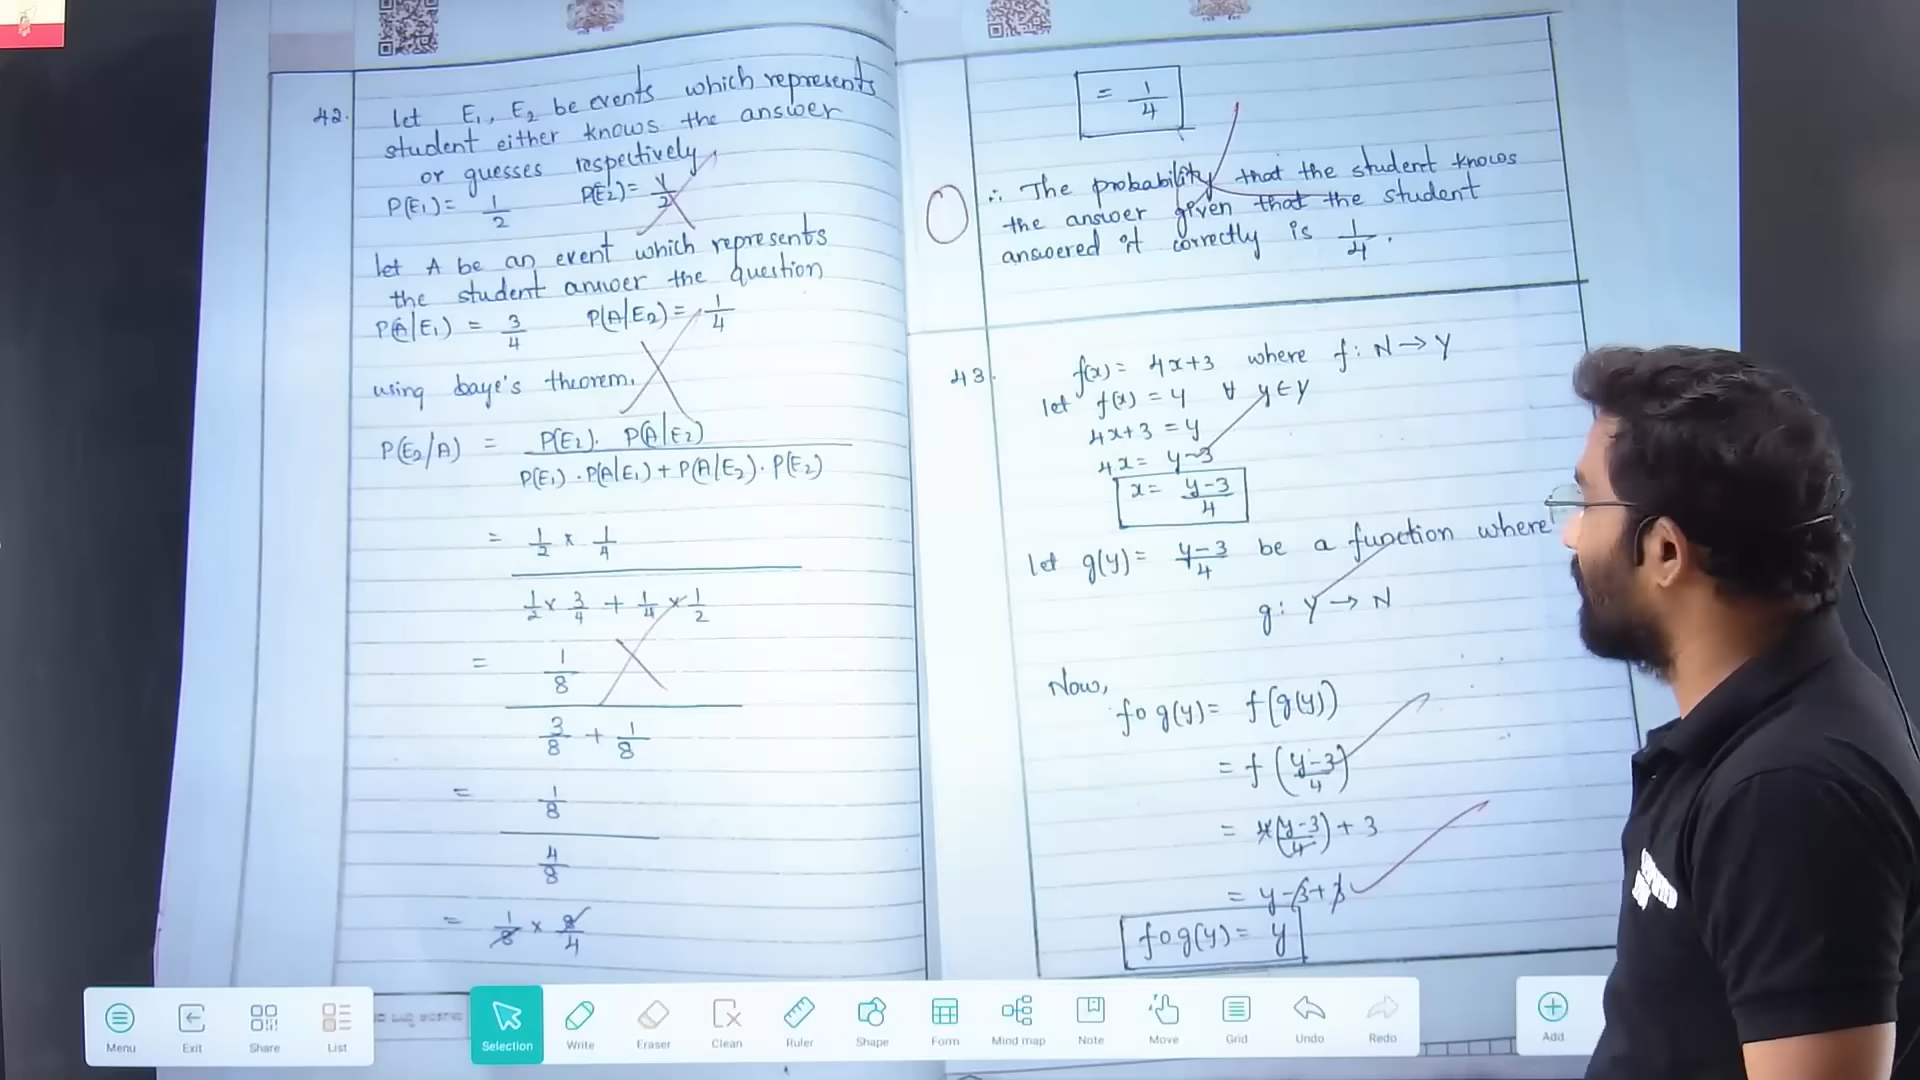 42.
let E₁, E₂ be events which represents
student either knows the answer
or guesses respectively
P(E₁) = 1/2 P(E₂) = 1/2
let A be an event which represents
the student answer the question
P(A|E₁) = 3/4 P(A|E₂) = 1/4
using baye's theorem,
P(E₂/A) = P(E₂). P(A|E₂) / P(E₁).P(A|E₁) + P(A|E₂).P(E₂)
= 1/2 × 1/4 / 1/2 × 3/4 + 1/4 × 1/2
= 1/8 / 3/8 + 1/8
= 1/8 / 4/8
= 1/8 × 8/4
= 1/4
0
∴ The probability that the student knows
the answer given that the student
answered it correctly is 1/4.
43.
f(x) = 4x+3 where f: N → Y
let f(x) = y ∀ y ∈ Y
4x+3 = y
4x = y-3
x = y-3/4
let g(y) = y-3/4 be a function where
g: Y → N
Now,
fog(y) = f(g(y))
= f(y-3/4)
= 4(y-3/4) + 3
= y-3+3
fog(y) = y
Menu
Exit
Share
List
Selection
Write
Eraser
Clean
Ruler
Shape
Form
Mind map
Note
Move
Grid
Undo
Redo
Add